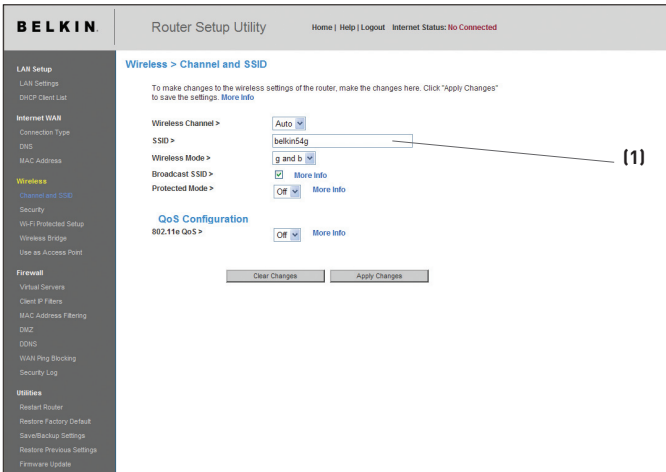 BELKIN.
Router Setup Utility
Home | Help | Logout Internet Status: No Connected
LAN Setup
LAN Settings
DHCP Client List
Internet WAN
Connection Type
DNS
MAC Address
Wireless
Channel and SSID
Security
Wi-Fi Protected Setup
Wireless Bridge
Use as Access Point
Firewall
Virtual Servers
Client IP Filters
MAC Address Filtering
DMZ
DDNS
WAN Ping Blocking
Security Log
Utilities
Restart Router
Restore Factory Default
Save/Backup Settings
Restore Previous Settings
Firmware Update
Wireless > Channel and SSID
To make changes to the wireless settings of the router, make the changes here. Click "Apply Changes"
to save the settings. More Info
Wireless Channel > Auto
SSID > belkin54g
(1)
Wireless Mode > g and b
Broadcast SSID > More Info
Protected Mode > Off More Info
QoS Configuration
802.11e QoS > Off More Info
Clear Changes Apply Changes